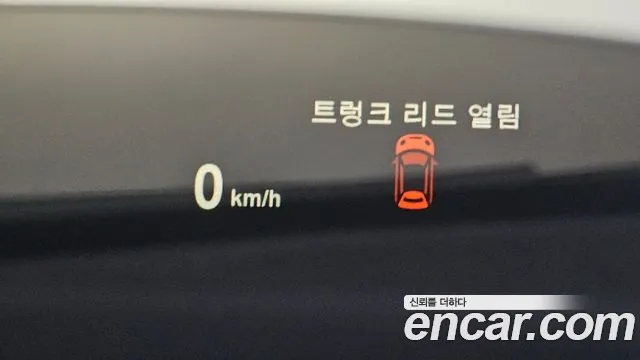 트렁크 리드 열림
0 km/h
신뢰를 더하다
encar.com